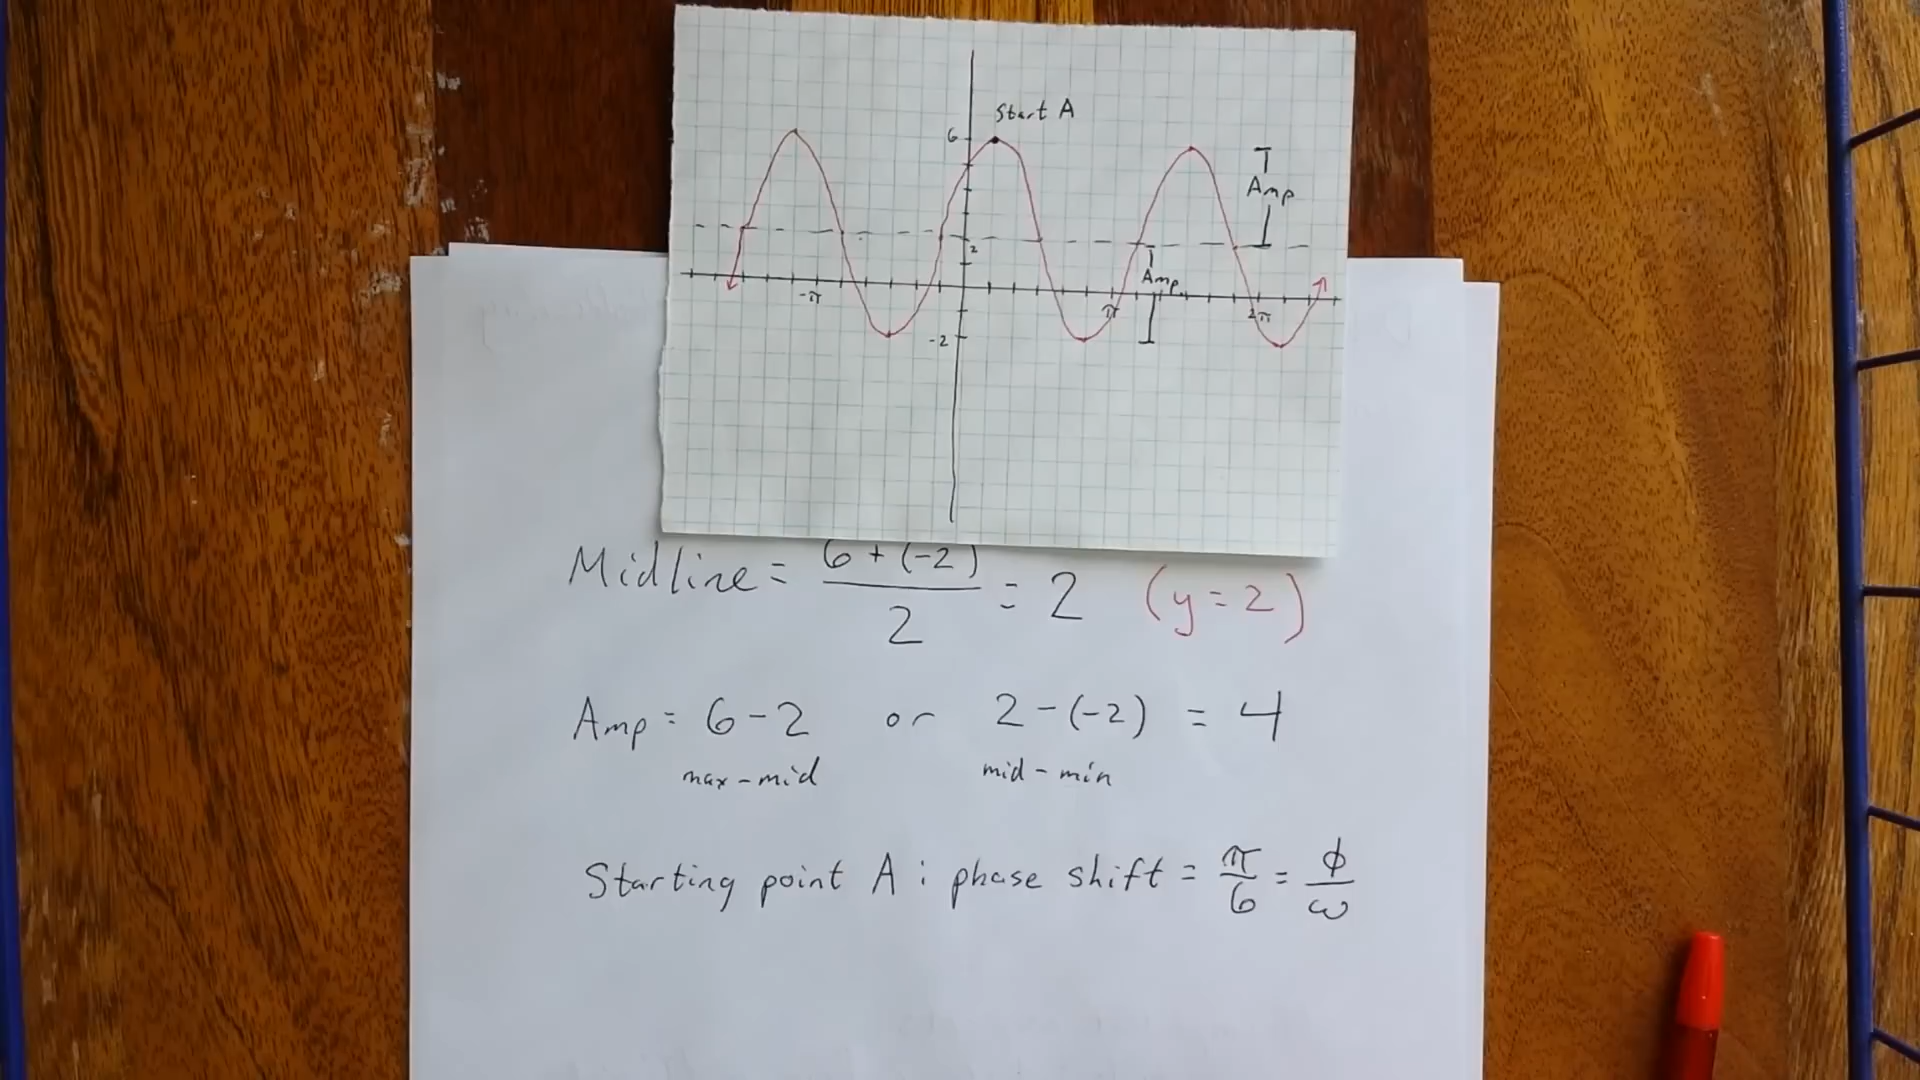 Start A
6
Amp
2
Amp
-π
π
2π
-2
Midline = 6 + (-2) / 2 = 2 (y = 2)
Amp = 6 - 2 or 2 - (-2) = 4
max - mid mid - min
Starting point A : phase shift = π/6 = ϕ/ω